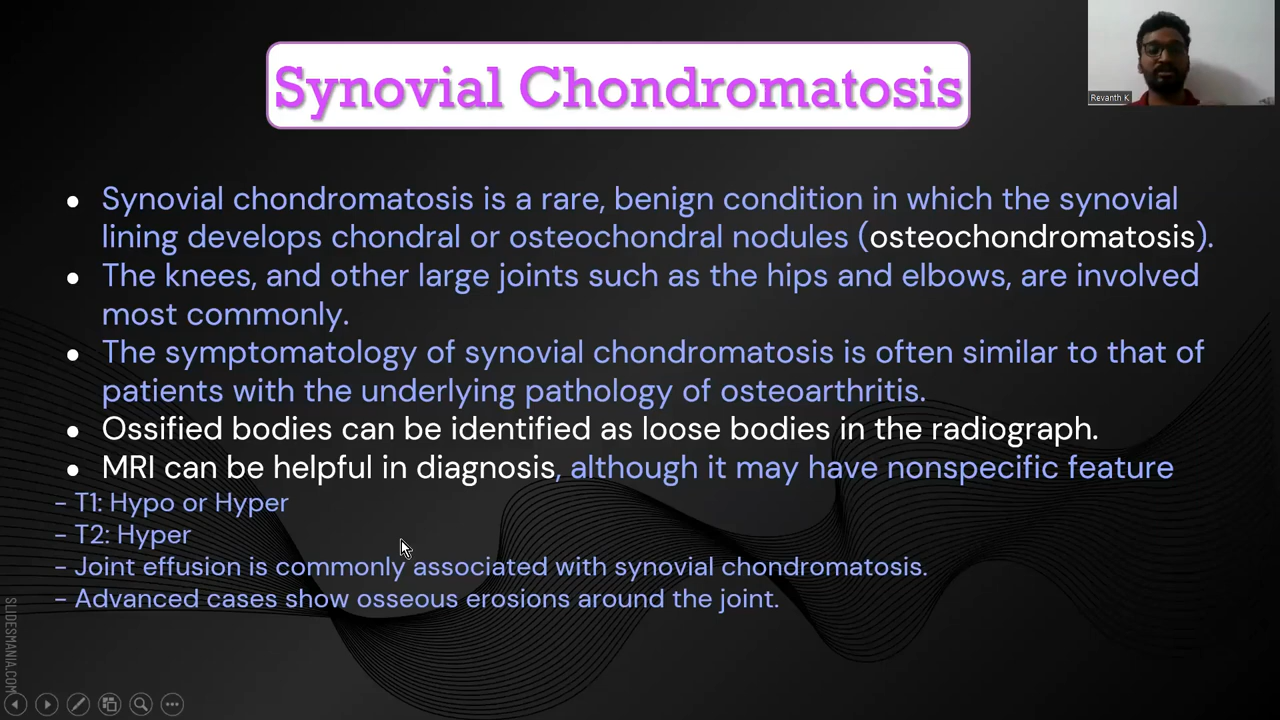 Synovial Chondromatosis
Revanth K
• Synovial chondromatosis is a rare, benign condition in which the synovial
lining develops chondral or osteochondral nodules (osteochondromatosis).
• The knees, and other large joints such as the hips and elbows, are involved
most commonly.
• The symptomatology of synovial chondromatosis is often similar to that of
patients with the underlying pathology of osteoarthritis.
• Ossified bodies can be identified as loose bodies in the radiograph.
• MRI can be helpful in diagnosis, although it may have nonspecific feature
- T1: Hypo or Hyper
- T2: Hyper
- Joint effusion is commonly associated with synovial chondromatosis.
- Advanced cases show osseous erosions around the joint.
SLIDESMANIA.COM